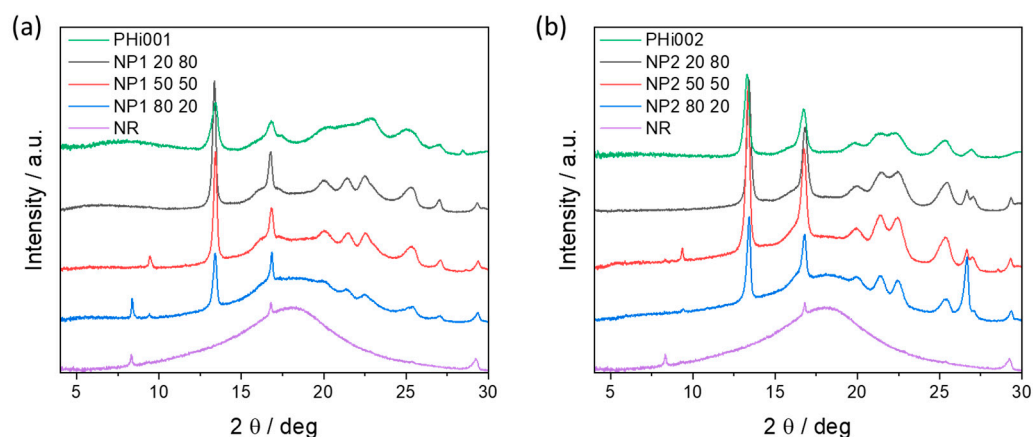 (a)
PHi001
NP1 20 80
NP1 50 50
NP1 80 20
NR
Intensity / a.u.
5 10 15 20 25 30
2 θ / deg
(b)
PHi002
NP2 20 80
NP2 50 50
NP2 80 20
NR
Intensity / a.u.
5 10 15 20 25 30
2 θ / deg